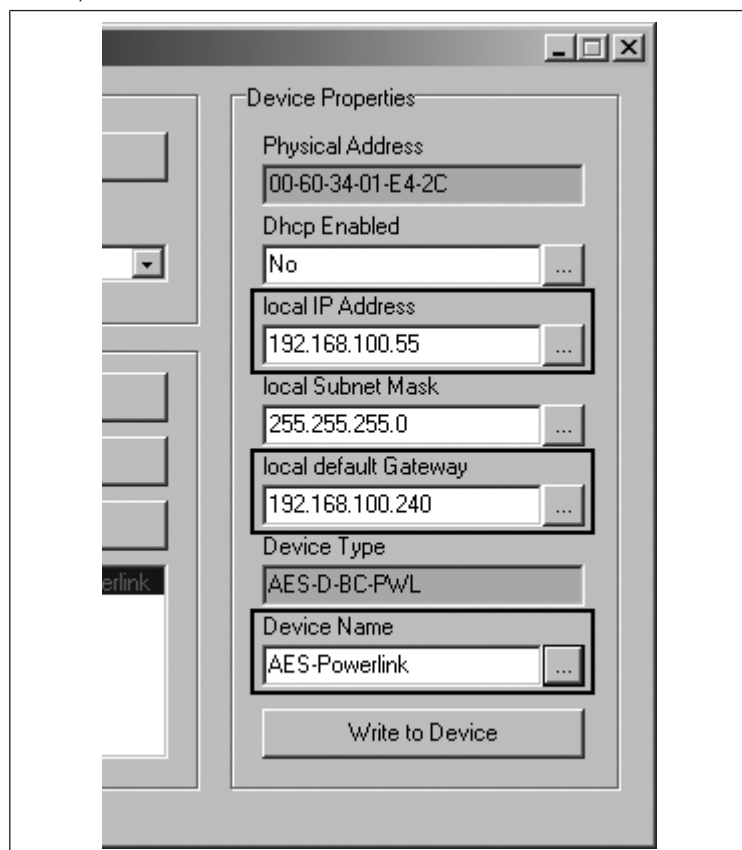 Device Properties
Physical Address
00-60-34-01-E4-2C
Dhcp Enabled
No
...
local IP Address
192.168.100.55
...
local Subnet Mask
255.255.255.0
...
local default Gateway
192.168.100.240
...
Device Type
AES-D-BC-PWL
erlink
Device Name
AES-Powerlink
...
Write to Device